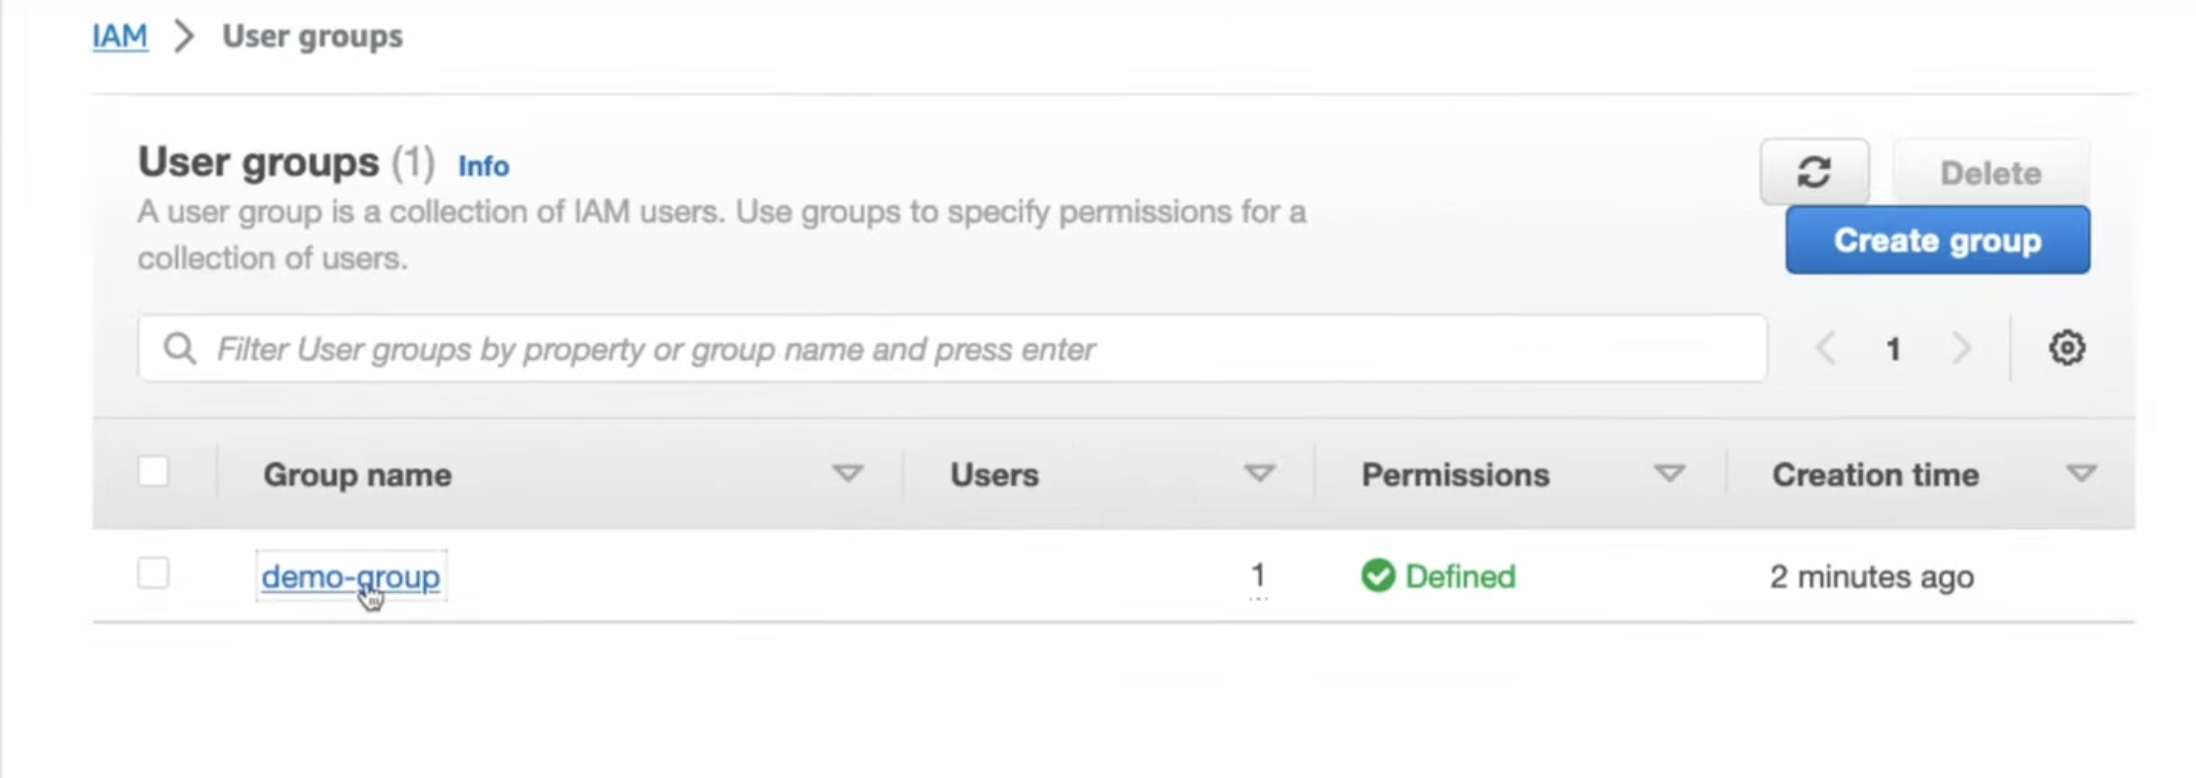 IAM > User groups
User groups (1) Info
A user group is a collection of IAM users. Use groups to specify permissions for a
collection of users.
Delete
Create group
Filter User groups by property or group name and press enter
1
Group name Users Permissions Creation time
demo-group 1 Defined 2 minutes ago